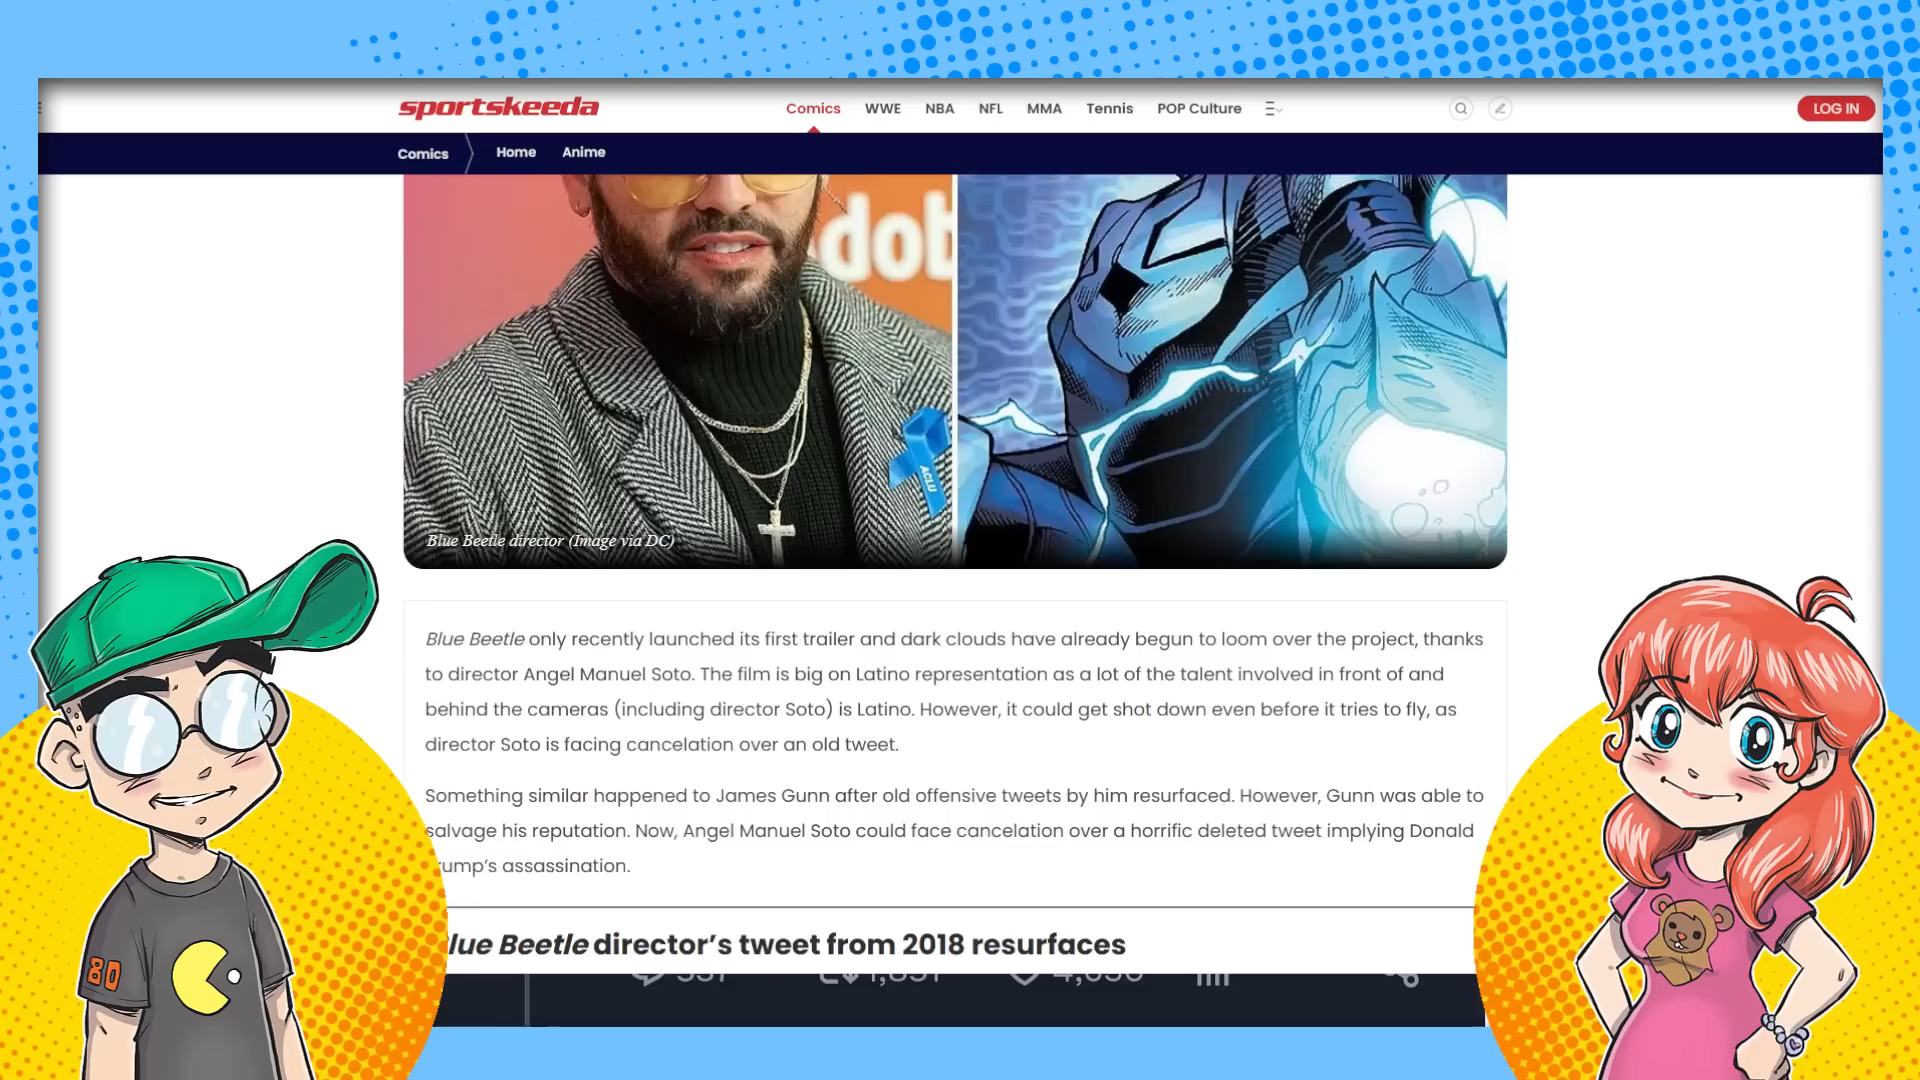 sportskeeda
Comics WWE NBA NFL MMA Tennis POP Culture
LOG IN
Comics Home Anime
dob
ACLU
Blue Beetle director (Image via DC)
Blue Beetle only recently launched its first trailer and dark clouds have already begun to loom over the project, thanks
to director Angel Manuel Soto. The film is big on Latino representation as a lot of the talent involved in front of and
behind the cameras (including director Soto) is Latino. However, it could get shot down even before it tries to fly, as
director Soto is facing cancelation over an old tweet.
Something similar happened to James Gunn after old offensive tweets by him resurfaced. However, Gunn was able to
salvage his reputation. Now, Angel Manuel Soto could face cancelation over a horrific deleted tweet implying Donald
rump's assassination.
lue Beetle director's tweet from 2018 resurfaces
80